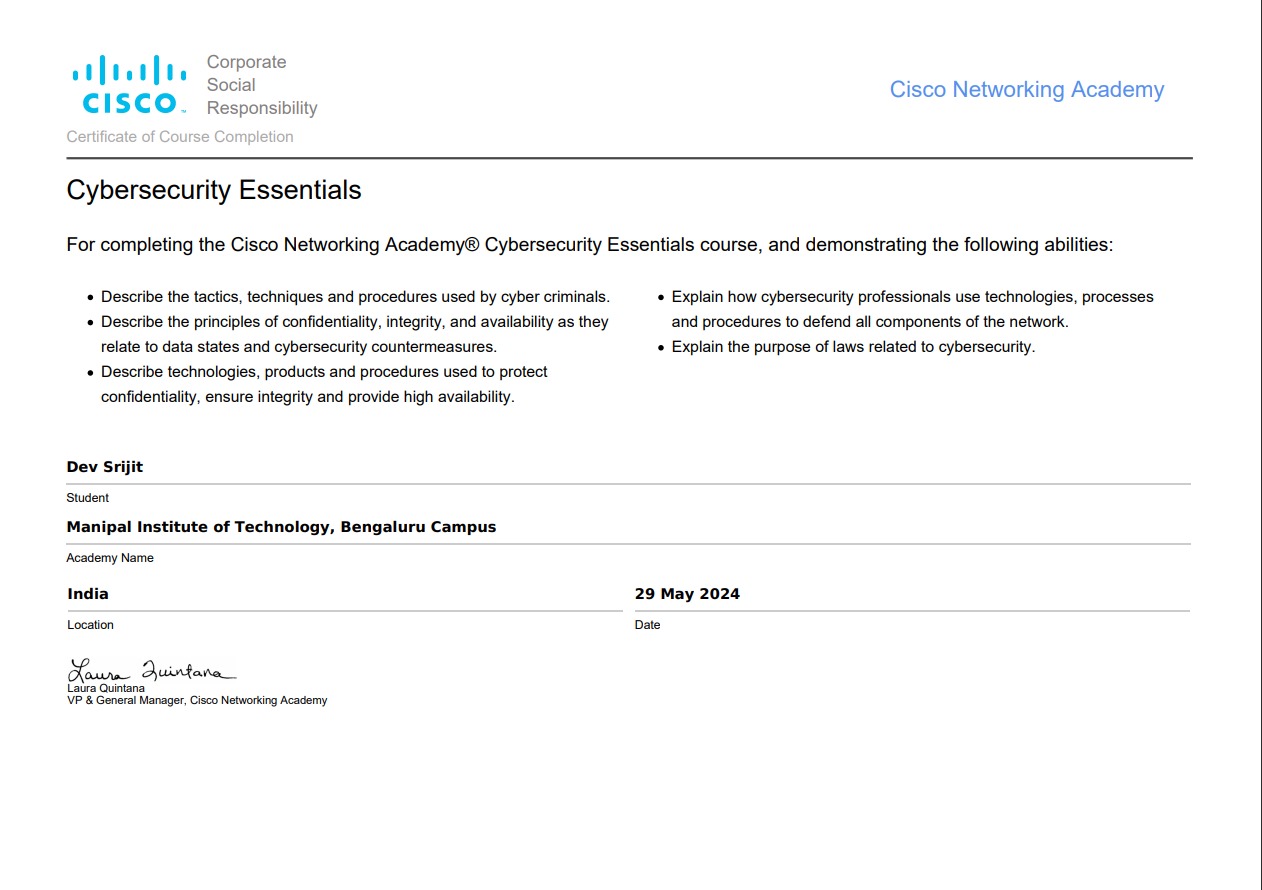 Corporate
Social
Responsibility
CISCO™
Cisco Networking Academy
Certificate of Course Completion
Cybersecurity Essentials
For completing the Cisco Networking Academy® Cybersecurity Essentials course, and demonstrating the following abilities:
• Describe the tactics, techniques and procedures used by cyber criminals.
• Describe the principles of confidentiality, integrity, and availability as they
relate to data states and cybersecurity countermeasures.
• Describe technologies, products and procedures used to protect
confidentiality, ensure integrity and provide high availability.
• Explain how cybersecurity professionals use technologies, processes
and procedures to defend all components of the network.
• Explain the purpose of laws related to cybersecurity.
Dev Srijit
Student
Manipal Institute of Technology, Bengaluru Campus
Academy Name
India
Location
29 May 2024
Date
Laura Quintana
Laura Quintana
VP & General Manager, Cisco Networking Academy